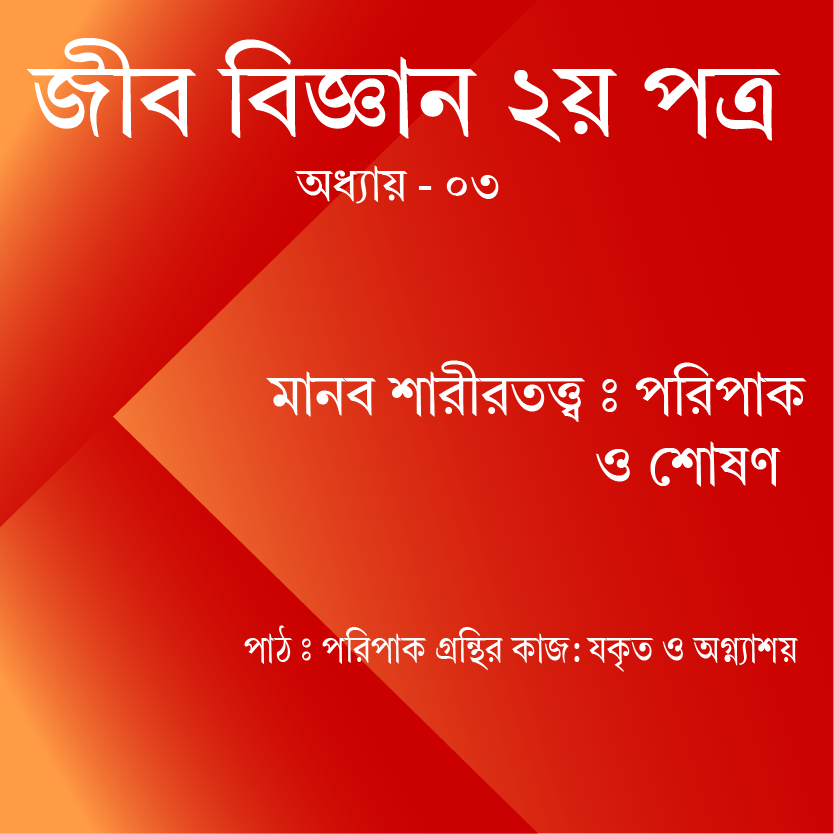 জীব বিজ্ঞান ২য় পত্র
অধ্যায় - ০৩
মানব শারীরতত্ত্ব ঃ পরিপাক
ও শোষণ
পাঠ ঃ পরিপাক গ্রন্থির কাজ: যকৃত ও অগ্ন্যাশয়